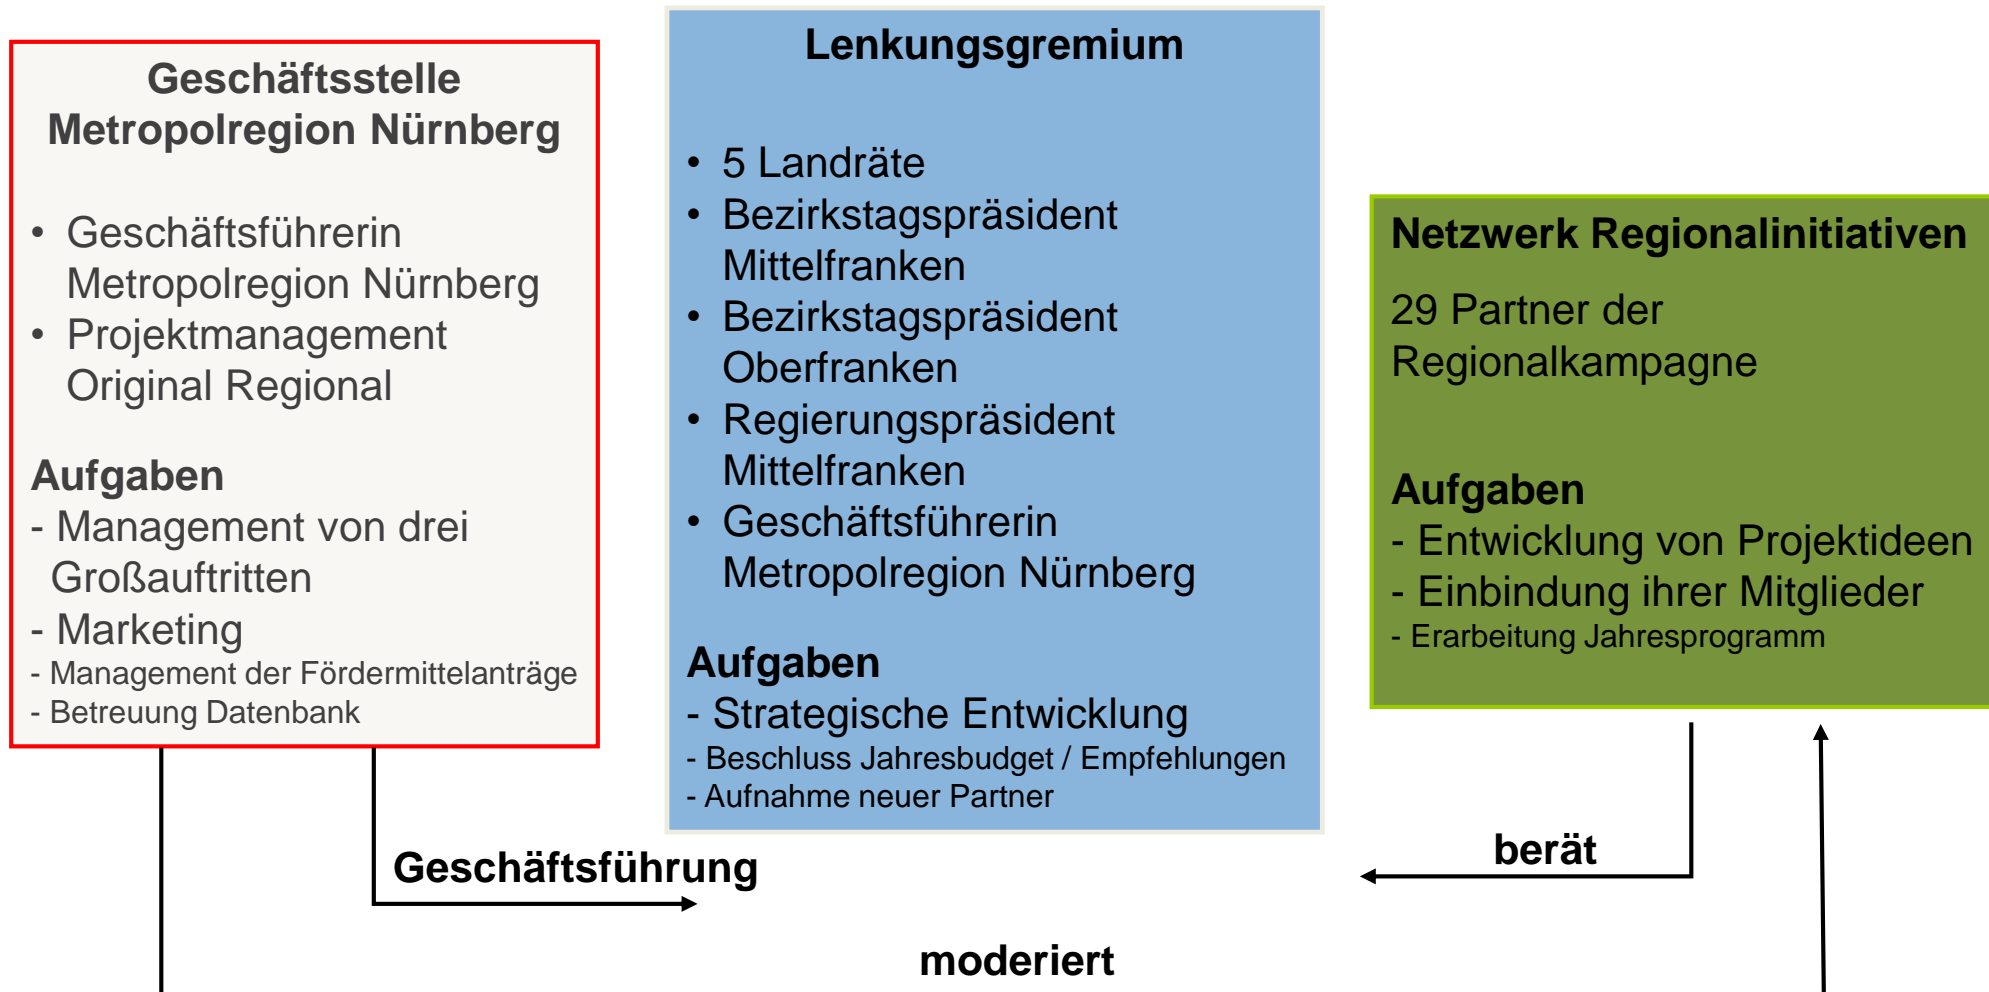 Geschäftsstelle
Metropolregion Nürnberg
• Geschäftsführerin
Metropolregion Nürnberg
• Projektmanagement
Original Regional
Aufgaben
- Management von drei
Großauftritten
- Marketing
- Management der Fördermittelanträge
- Betreuung Datenbank
Lenkungsgremium
• 5 Landräte
• Bezirkstagspräsident
Mittelfranken
• Bezirkstagspräsident
Oberfranken
• Regierungspräsident
Mittelfranken
• Geschäftsführerin
Metropolregion Nürnberg
Aufgaben
- Strategische Entwicklung
- Beschluss Jahresbudget / Empfehlungen
- Aufnahme neuer Partner
Netzwerk Regionalinitiativen
29 Partner der
Regionalkampagne
Aufgaben
- Entwicklung von Projektideen
- Einbindung ihrer Mitglieder
- Erarbeitung Jahresprogramm
Geschäftsführung
berät
moderiert